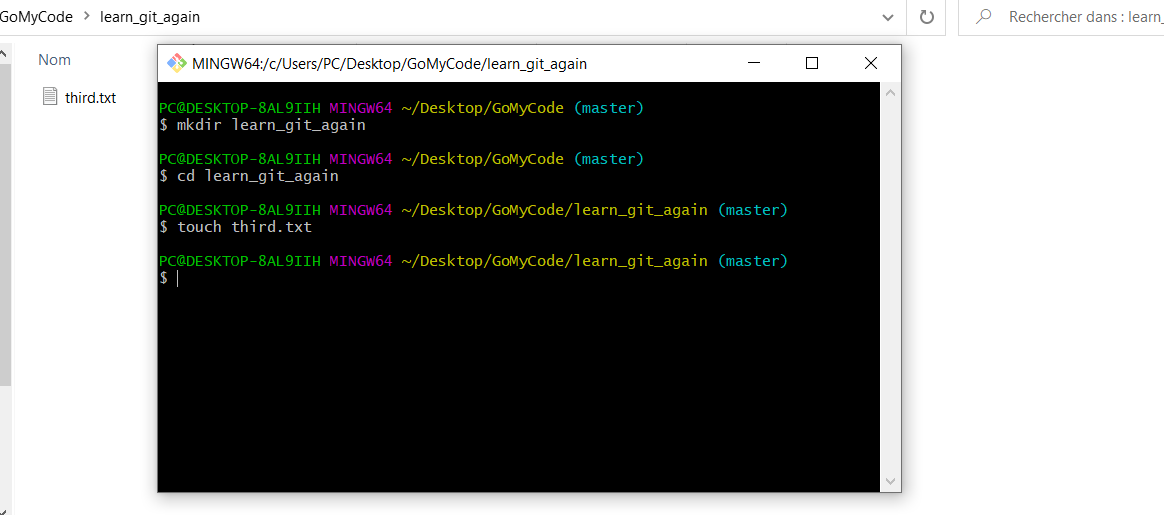 GoMyCode > learn_git_again
Rechercher dans : learn_
Nom
third.txt
MINGW64:/c/Users/PC/Desktop/GoMyCode/learn_git_again
PC@DESKTOP-8AL9IIH MINGW64 ~/Desktop/GoMyCode (master)
$ mkdir learn_git_again
PC@DESKTOP-8AL9IIH MINGW64 ~/Desktop/GoMyCode (master)
$ cd learn_git_again
PC@DESKTOP-8AL9IIH MINGW64 ~/Desktop/GoMyCode/learn_git_again (master)
$ touch third.txt
PC@DESKTOP-8AL9IIH MINGW64 ~/Desktop/GoMyCode/learn_git_again (master)
$